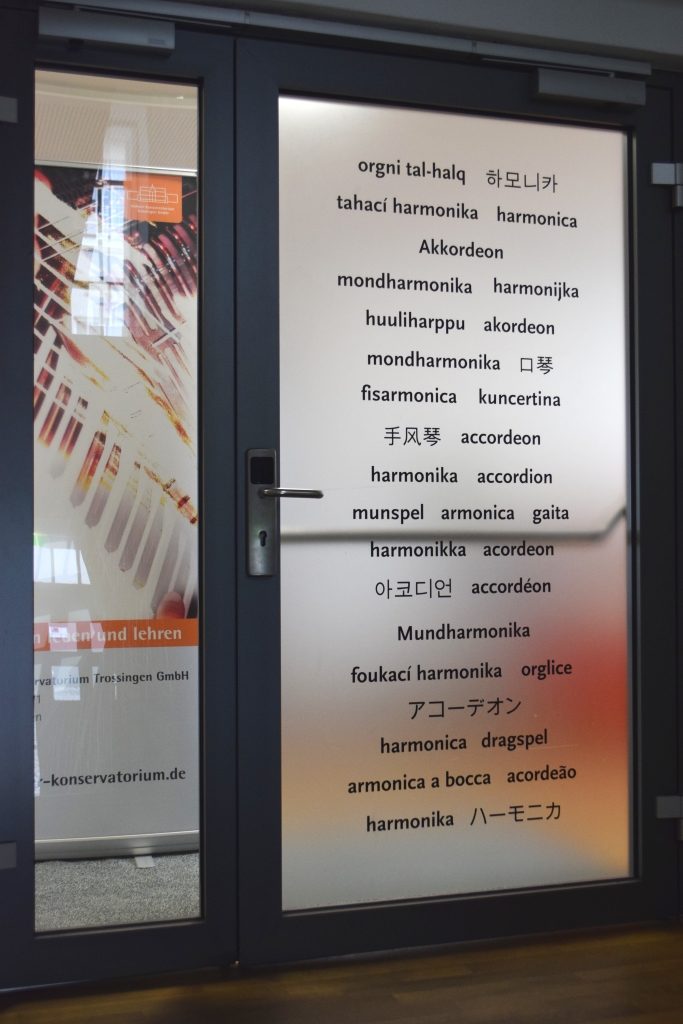 orgni tal-halq 하모니카
tahací harmonika harmonica
Akkordeon
mondharmonika harmonijka
huuliharppu akordeon
mondharmonika 口琴
fisarmonica kuncertina
手风琴 accordeon
harmonika accordion
munspel armonica gaita
harmonikka acordeon
아코디언 accordéon
Mundharmonika
foukací harmonika orglice
アコーデオン
harmonica dragspel
armonica a bocca acordeão
harmonika ハーモニカ
leben und lehren
rvatorium Trossingen GmbH
r-konservatorium.de